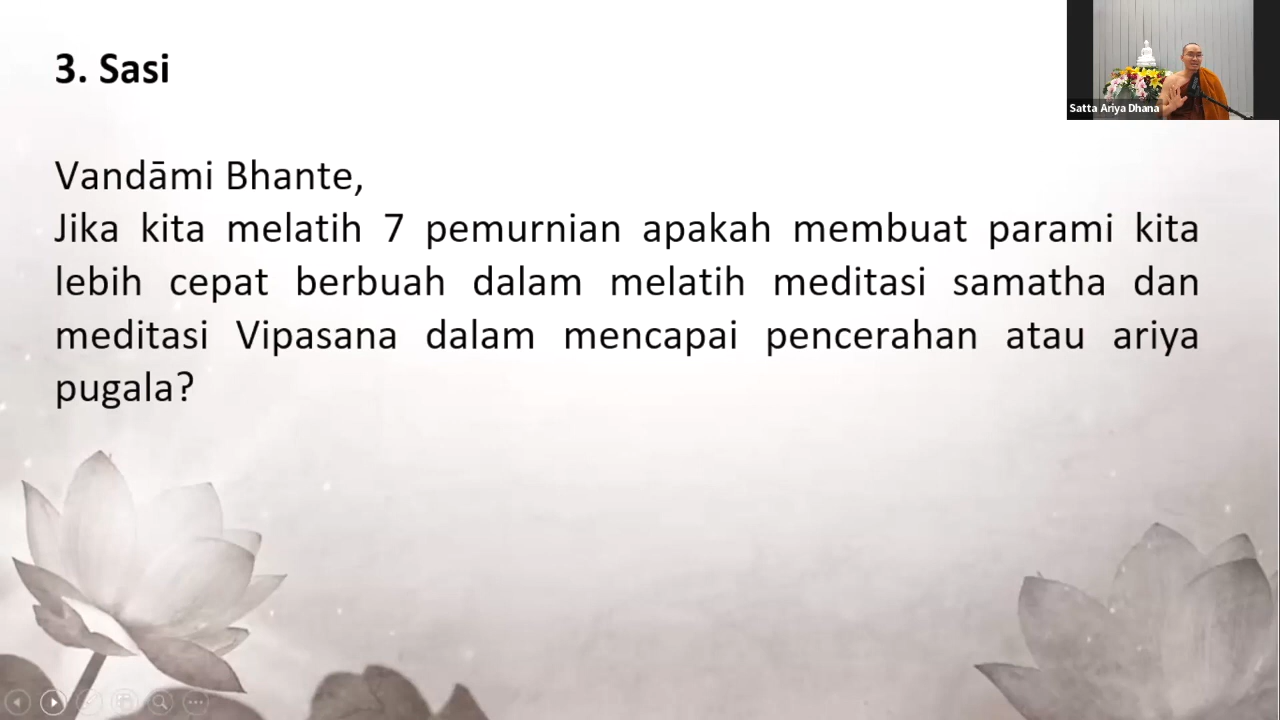 3. Sasi
Satta Ariya Dhana
Vandāmi Bhante,
Jika kita melatih 7 pemurnian apakah membuat parami kita
lebih cepat berbuah dalam melatih meditasi samatha dan
meditasi Vipasana dalam mencapai pencerahan atau ariya
pugala?